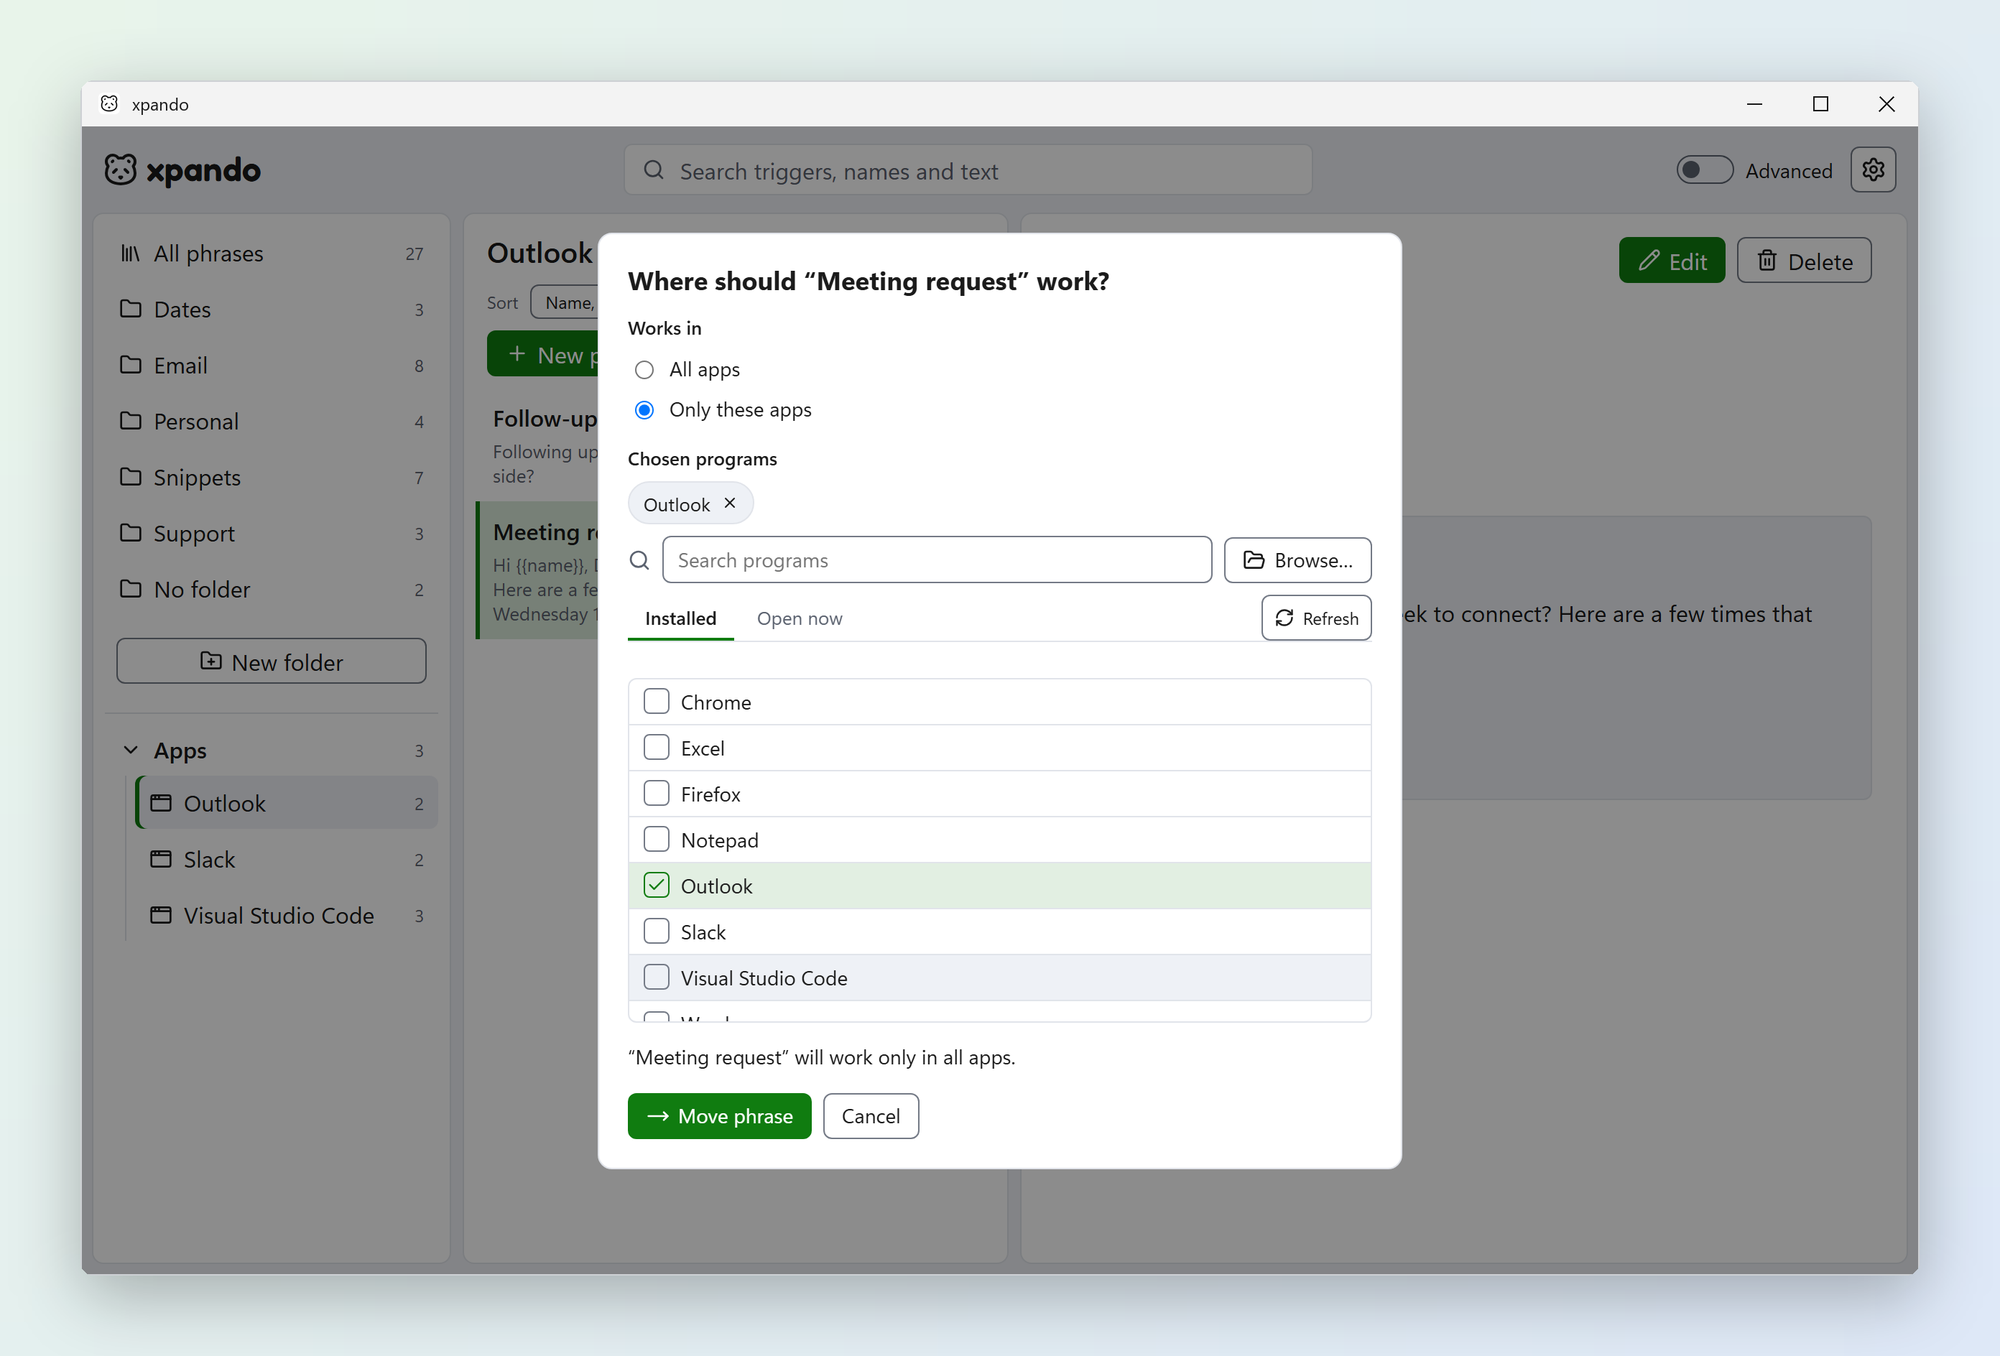 xpando
xpando
Search triggers, names and text
Advanced
All phrases 27
Dates 3
Email 8
Personal 4
Snippets 7
Support 3
No folder 2
New folder
Apps 3
Outlook 2
Slack 2
Visual Studio Code 3
Outlook
Sort Name,
New p
Follow-up
Following up
side?
Meeting r
Hi {{name}},
Here are a fe
Wednesday 1
Edit
Delete
ek to connect? Here are a few times that
Where should “Meeting request” work?
Works in
All apps
Only these apps
Chosen programs
Outlook
Search programs
Browse...
Installed
Open now
Refresh
Chrome
Excel
Firefox
Notepad
Outlook
Slack
Visual Studio Code
“Meeting request” will work only in all apps.
Move phrase
Cancel